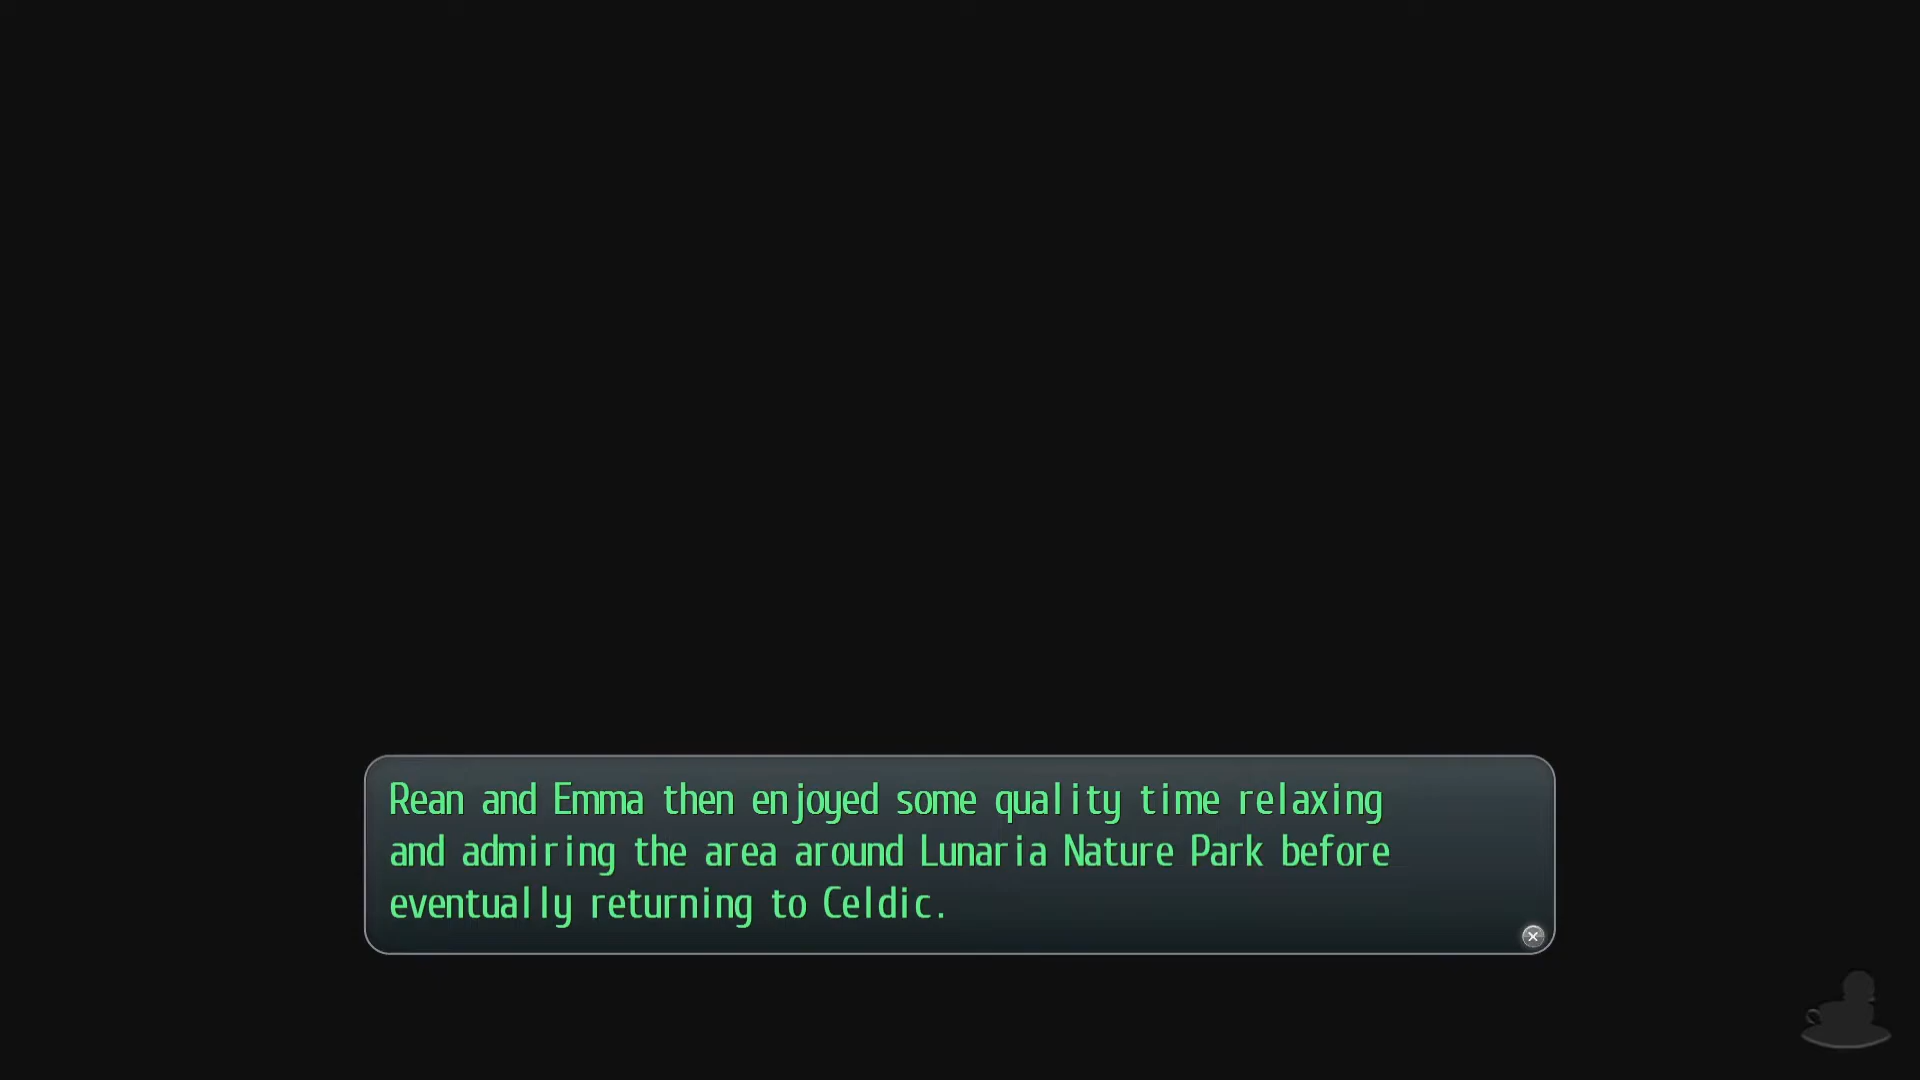 Rean and Emma then enjoyed some quality time relaxing
and admiring the area around Lunaria Nature Park before
eventually returning to Celdic.